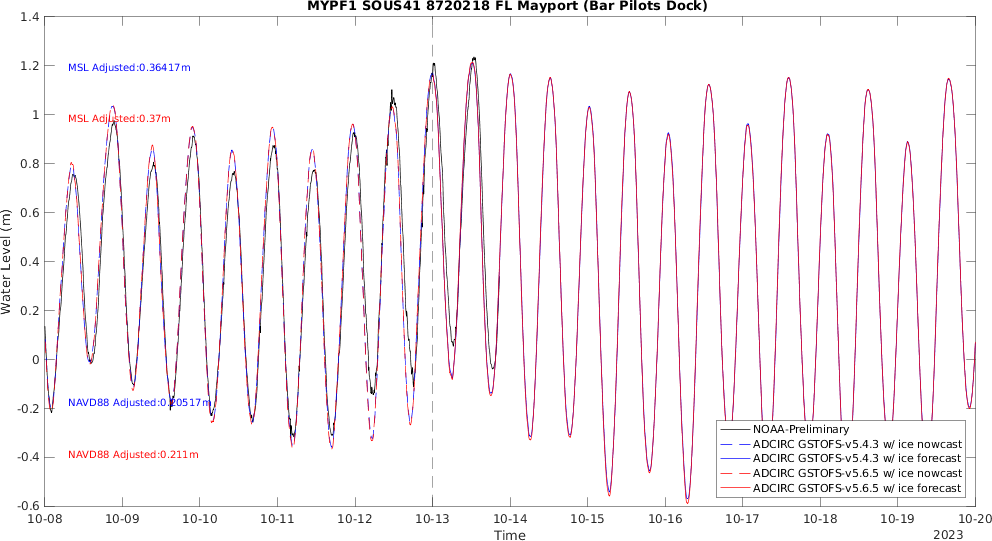 MYPF1 SOUS41 8720218 FL Mayport (Bar Pilots Dock)
1.4
1.2
1
0.8
0.6
0.4
0.2
0
-0.2
-0.4
-0.6
Water Level (m)
MSL Adjusted:0.36417m
MSL Adjusted:0.37m
NAVD88 Adjusted:0.20517m
NAVD88 Adjusted:0.211m
NOAA-Preliminary
ADCIRC GSTOFS-v5.4.3 w/ ice nowcast
ADCIRC GSTOFS-v5.4.3 w/ ice forecast
ADCIRC GSTOFS-v5.6.5 w/ ice nowcast
ADCIRC GSTOFS-v5.6.5 w/ ice forecast
10-08 10-09 10-10 10-11 10-12 10-13 10-14 10-15 10-16 10-17 10-18 10-19 10-20
Time
2023